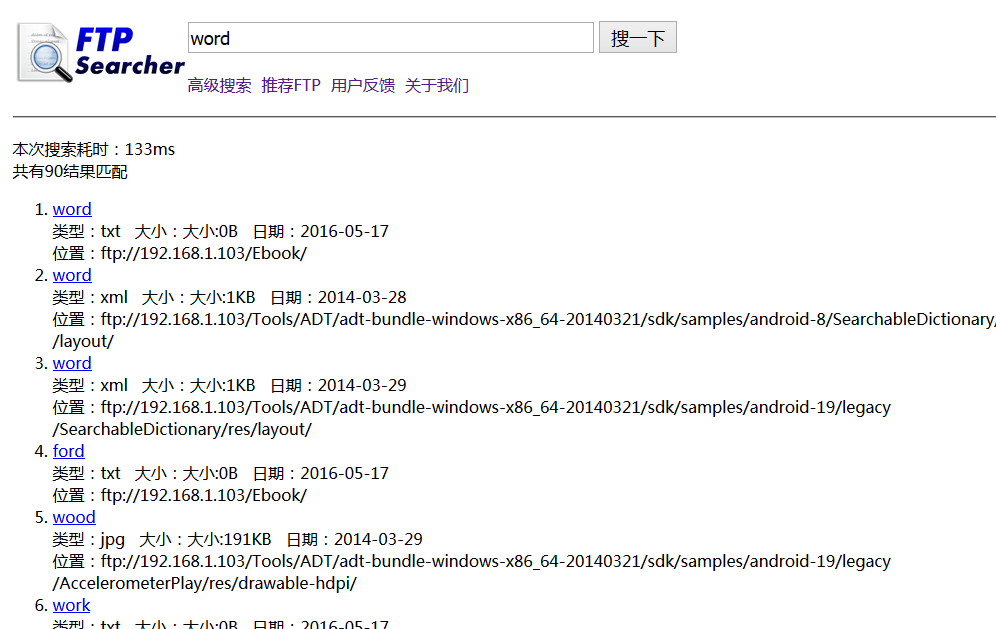 FTP
Searcher
word
搜一下
高级搜索 推荐FTP 用户反馈 关于我们
本次搜索耗时：133ms
共有90结果匹配
1. word
类型：txt 大小：大小:0B 日期：2016-05-17
位置：ftp://192.168.1.103/Ebook/
2. word
类型：xml 大小：大小:1KB 日期：2014-03-28
位置：ftp://192.168.1.103/Tools/ADT/adt-bundle-windows-x86_64-20140321/sdk/samples/android-8/SearchableDictionary/
/layout/
3. word
类型：xml 大小：大小:1KB 日期：2014-03-29
位置：ftp://192.168.1.103/Tools/ADT/adt-bundle-windows-x86_64-20140321/sdk/samples/android-19/legacy
/SearchableDictionary/res/layout/
4. ford
类型：txt 大小：大小:0B 日期：2016-05-17
位置：ftp://192.168.1.103/Ebook/
5. wood
类型：jpg 大小：大小:191KB 日期：2014-03-29
位置：ftp://192.168.1.103/Tools/ADT/adt-bundle-windows-x86_64-20140321/sdk/samples/android-19/legacy
/AccelerometerPlay/res/drawable-hdpi/
6. work
类型：txt 大小：大小:0B 日期：2016-05-17